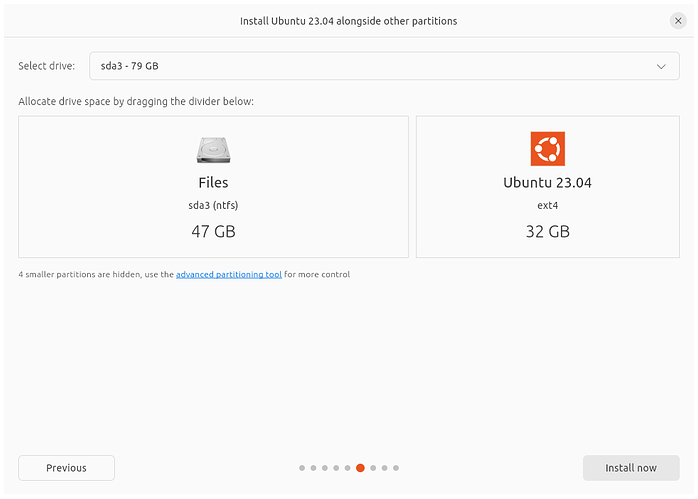 Install Ubuntu 23.04 alongside other partitions
Select drive: sda3 - 79 GB
Allocate drive space by dragging the divider below:
Files
sda3 (ntfs)
47 GB
Ubuntu 23.04
ext4
32 GB
4 smaller partitions are hidden, use the advanced partitioning tool for more control
Previous
Install now